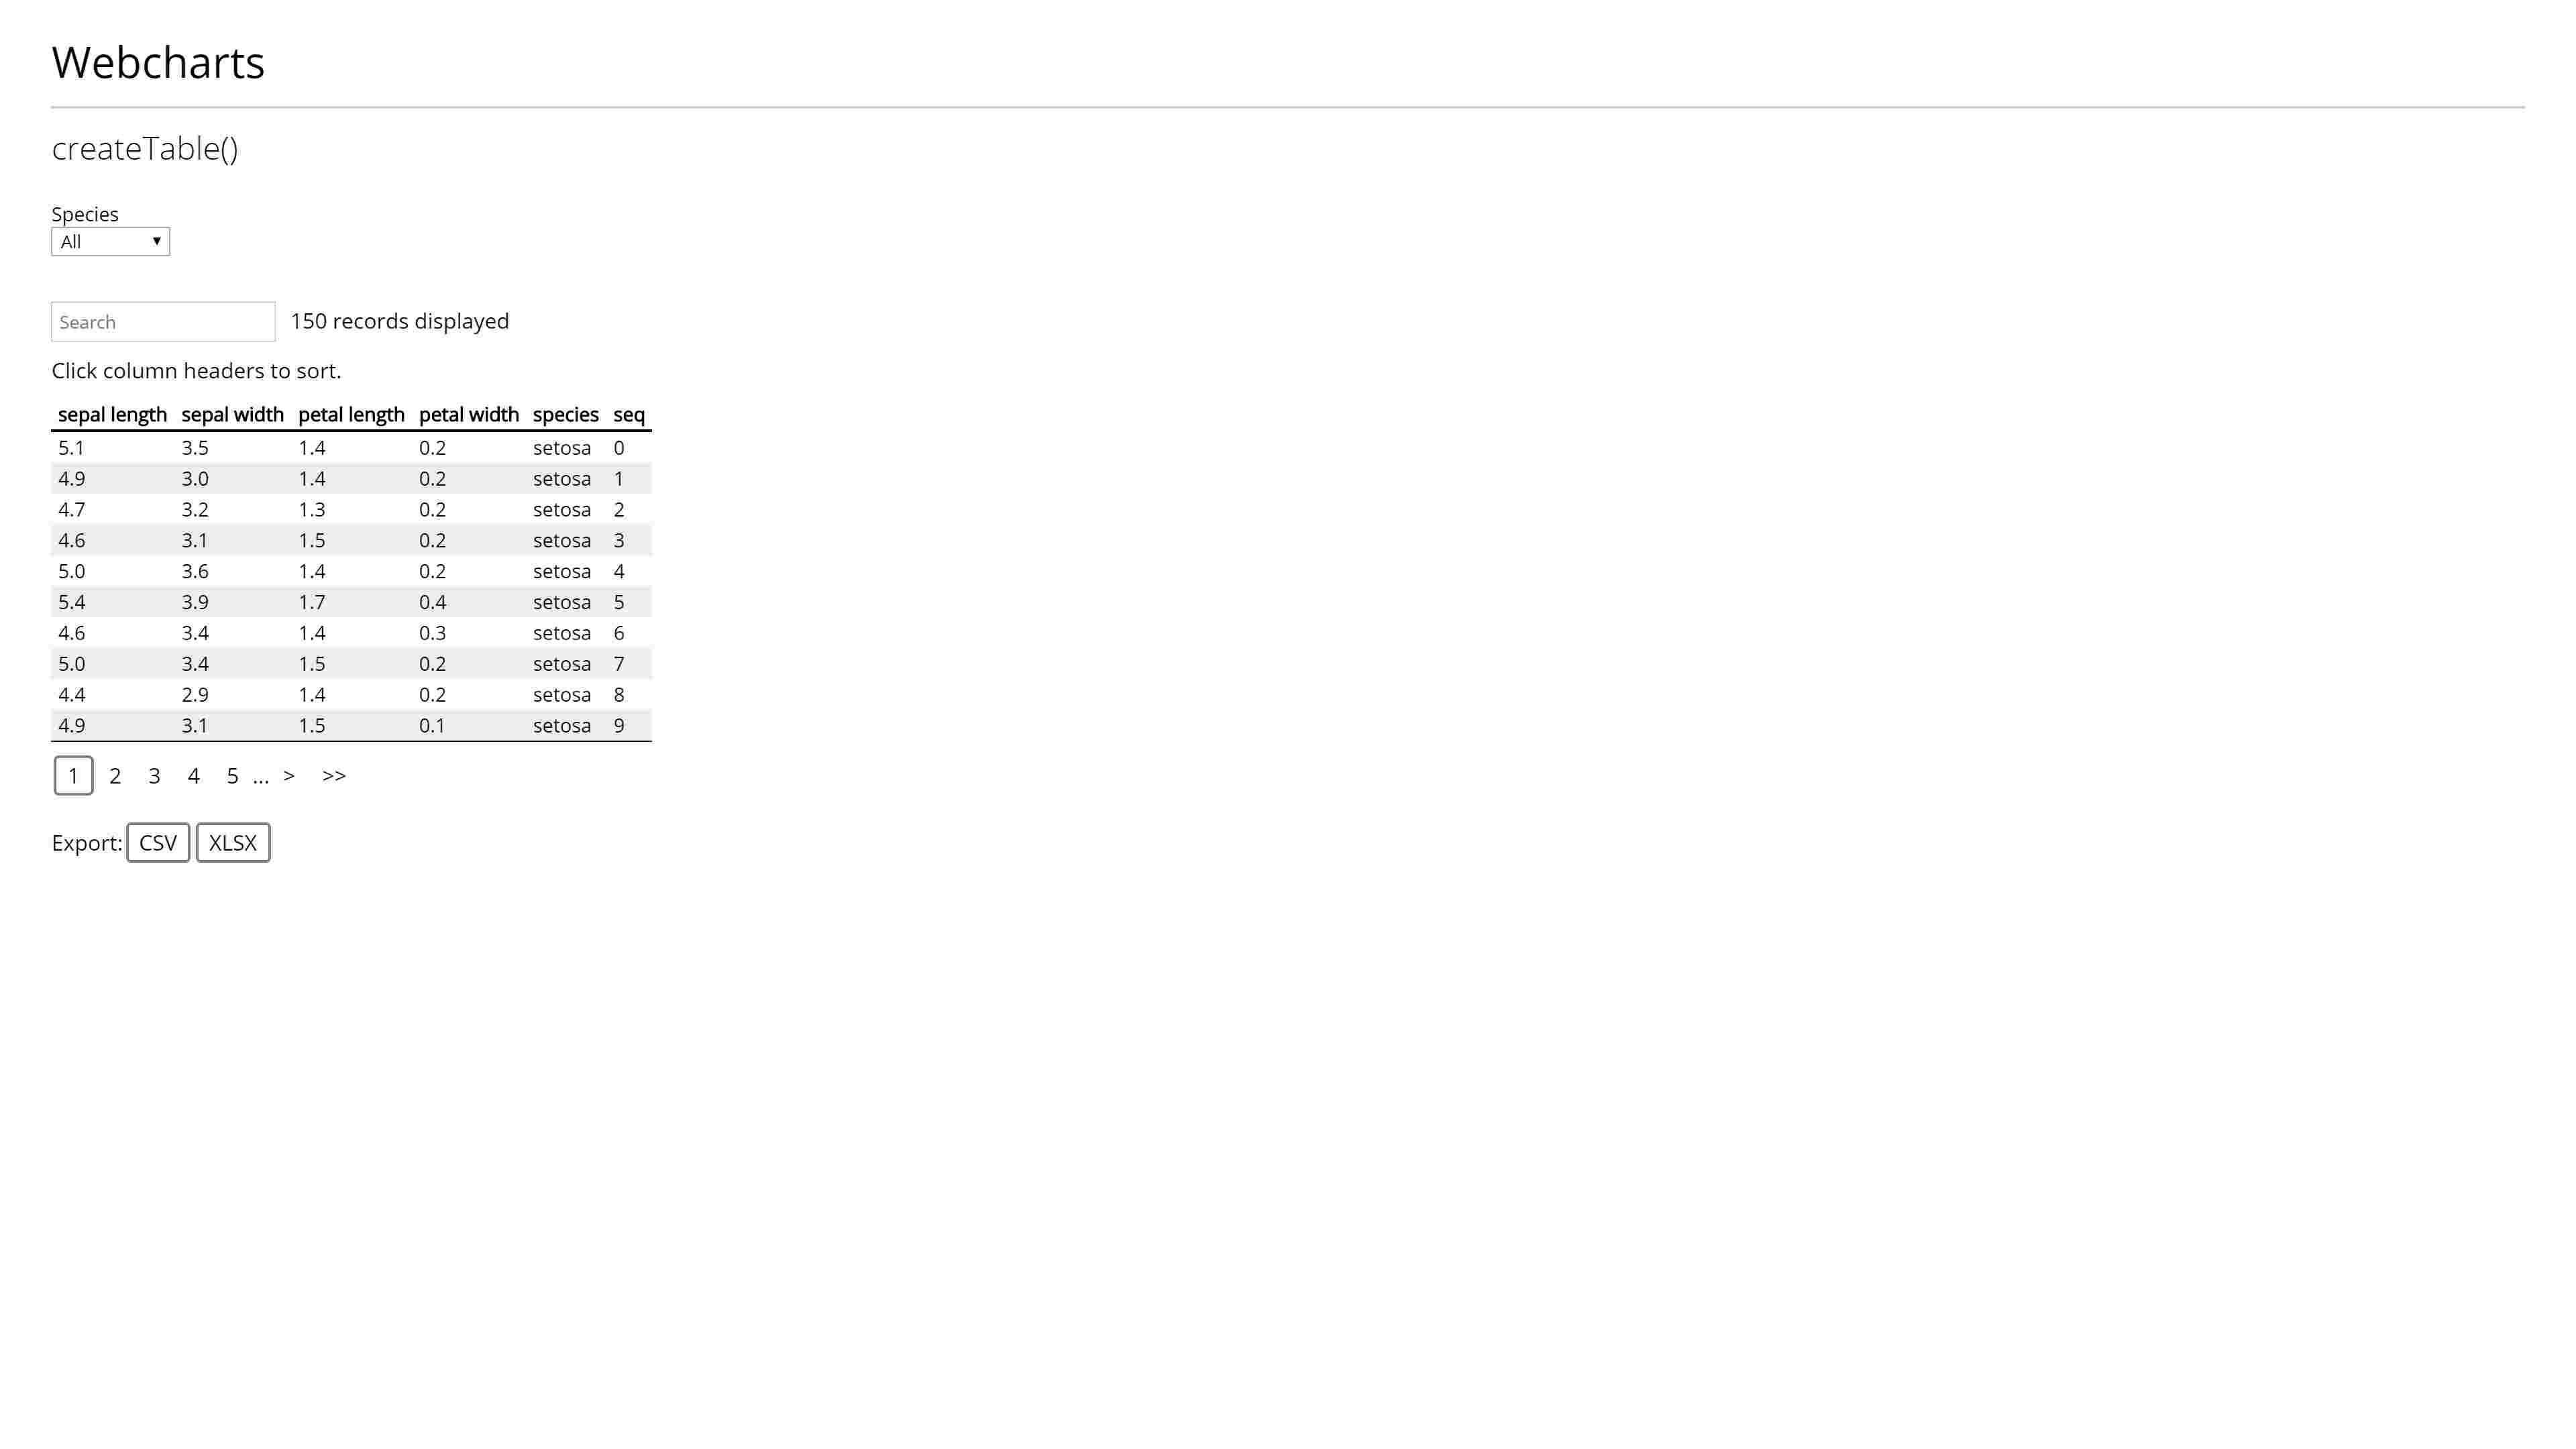 Webcharts
createTable()
Species
All ▼
Search 150 records displayed
Click column headers to sort.
sepal length sepal width petal length petal width species seq
5.1 3.5 1.4 0.2 setosa 0
4.9 3.0 1.4 0.2 setosa 1
4.7 3.2 1.3 0.2 setosa 2
4.6 3.1 1.5 0.2 setosa 3
5.0 3.6 1.4 0.2 setosa 4
5.4 3.9 1.7 0.4 setosa 5
4.6 3.4 1.4 0.3 setosa 6
5.0 3.4 1.5 0.2 setosa 7
4.4 2.9 1.4 0.2 setosa 8
4.9 3.1 1.5 0.1 setosa 9
1 2 3 4 5 ... > >>
Export: CSV XLSX